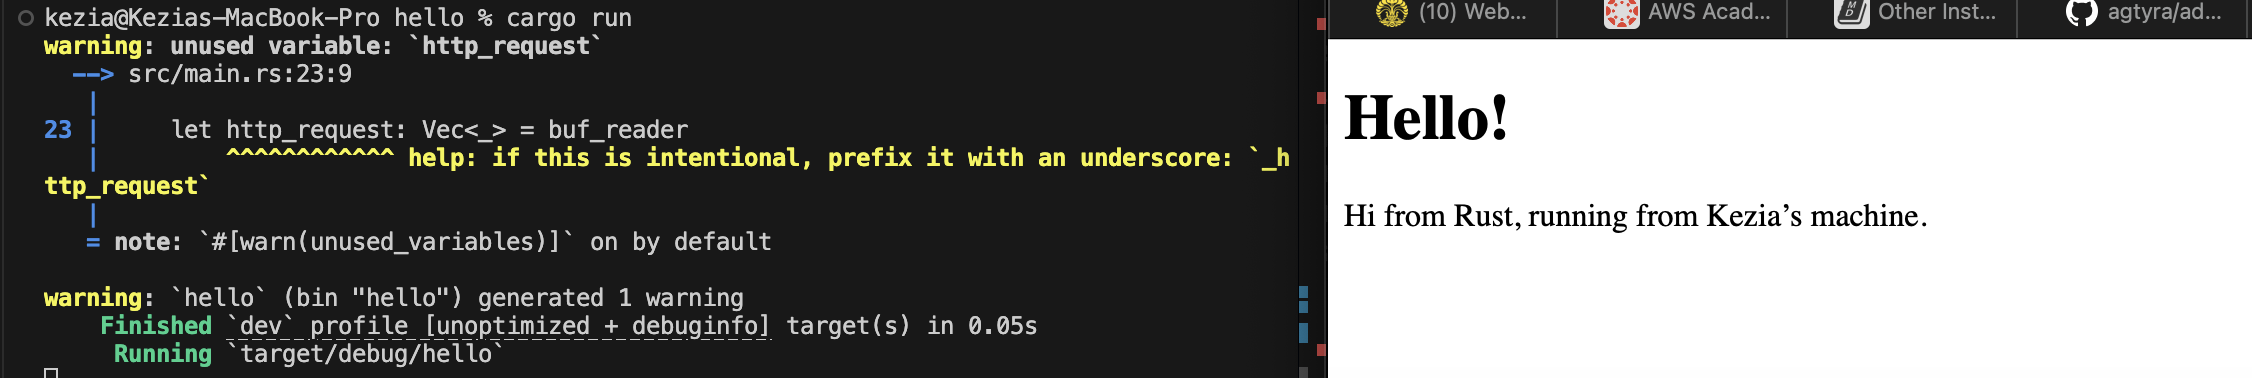 kezia@Kezias-MacBook-Pro hello % cargo run
warning: unused variable: `http_request`
--> src/main.rs:23:9
|
23 | let http_request: Vec<_> = buf_reader
| ^^^^^^^^^^^^ help: if this is intentional, prefix it with an underscore: `_h
ttp_request`
|
= note: `#[warn(unused_variables)]` on by default
warning: `hello` (bin "hello") generated 1 warning
Finished `dev` profile [unoptimized + debuginfo] target(s) in 0.05s
Running `target/debug/hello`
(10) Web... AWS Acad... MD Other Inst... agtyra/ad...
Hello!
Hi from Rust, running from Kezia’s machine.